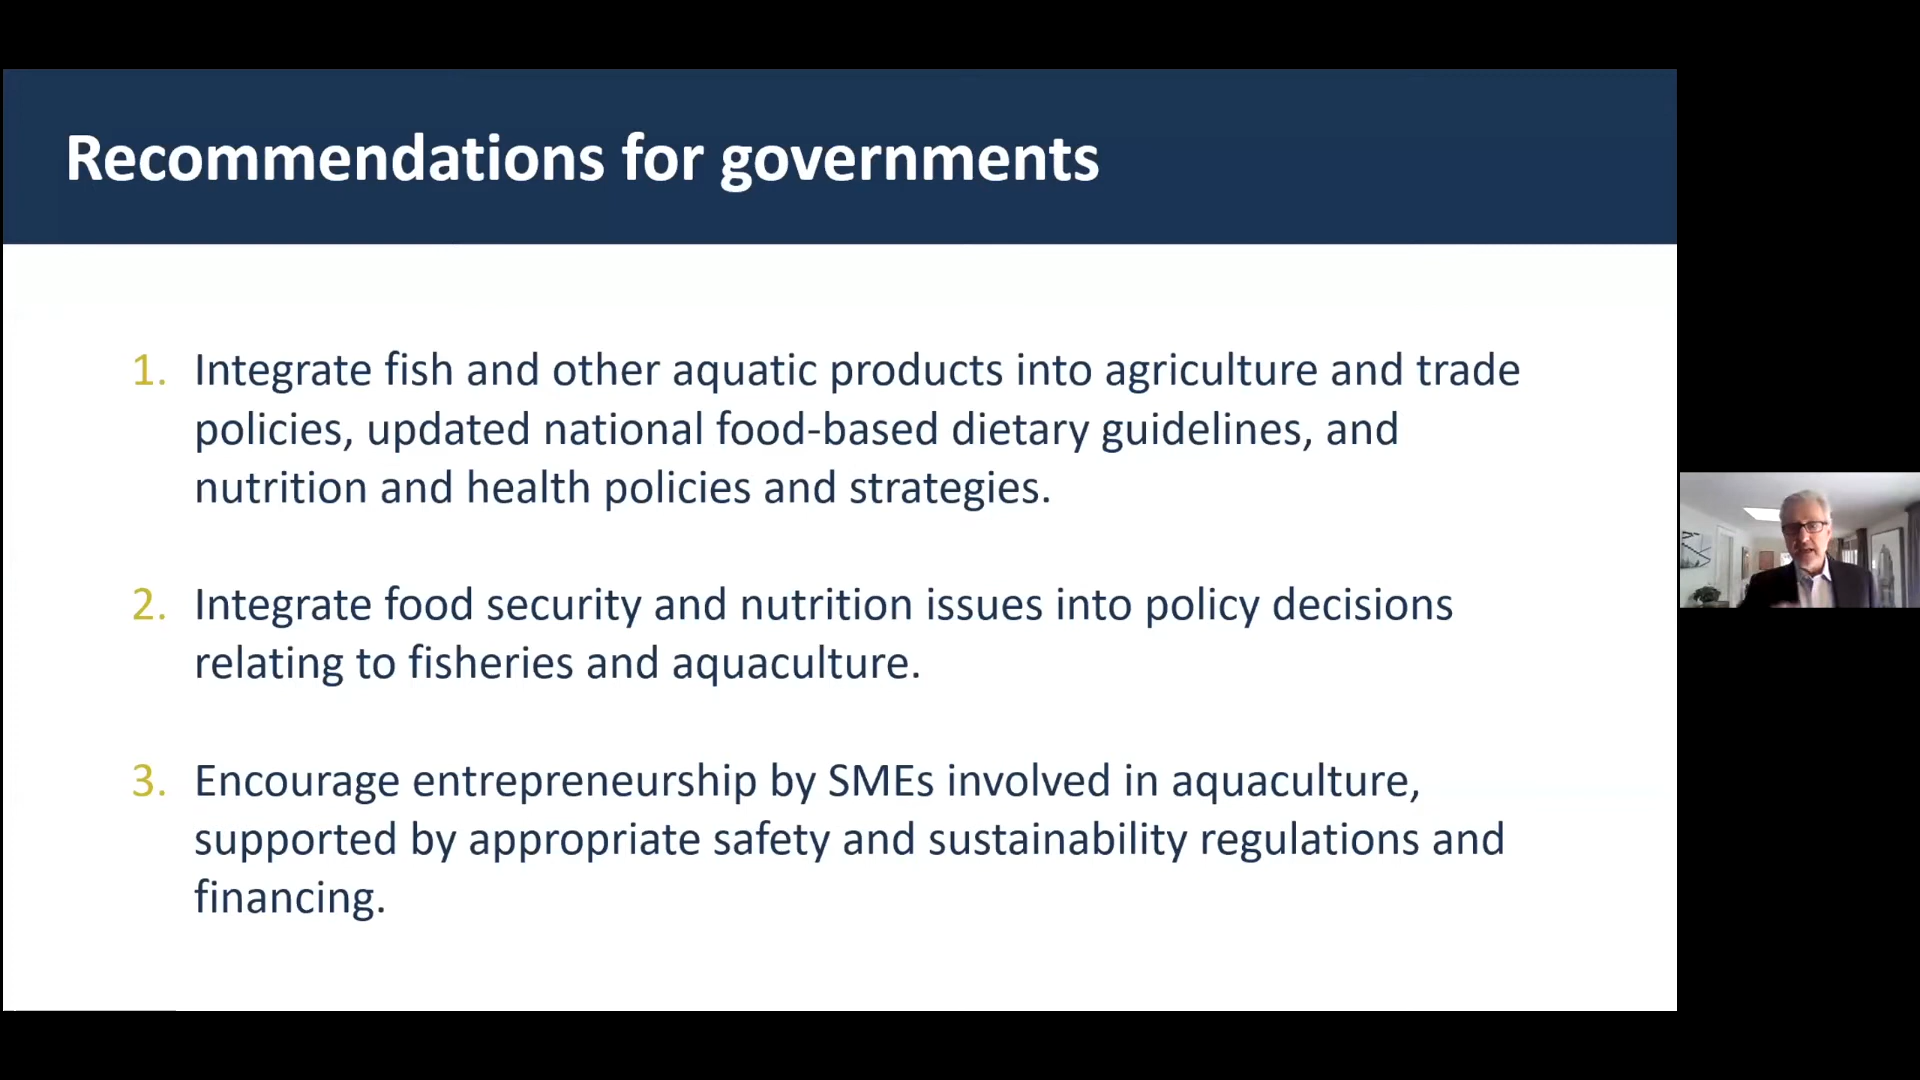 Recommendations for governments
1. Integrate fish and other aquatic products into agriculture and trade
policies, updated national food-based dietary guidelines, and
nutrition and health policies and strategies.
2. Integrate food security and nutrition issues into policy decisions
relating to fisheries and aquaculture.
3. Encourage entrepreneurship by SMEs involved in aquaculture,
supported by appropriate safety and sustainability regulations and
financing.